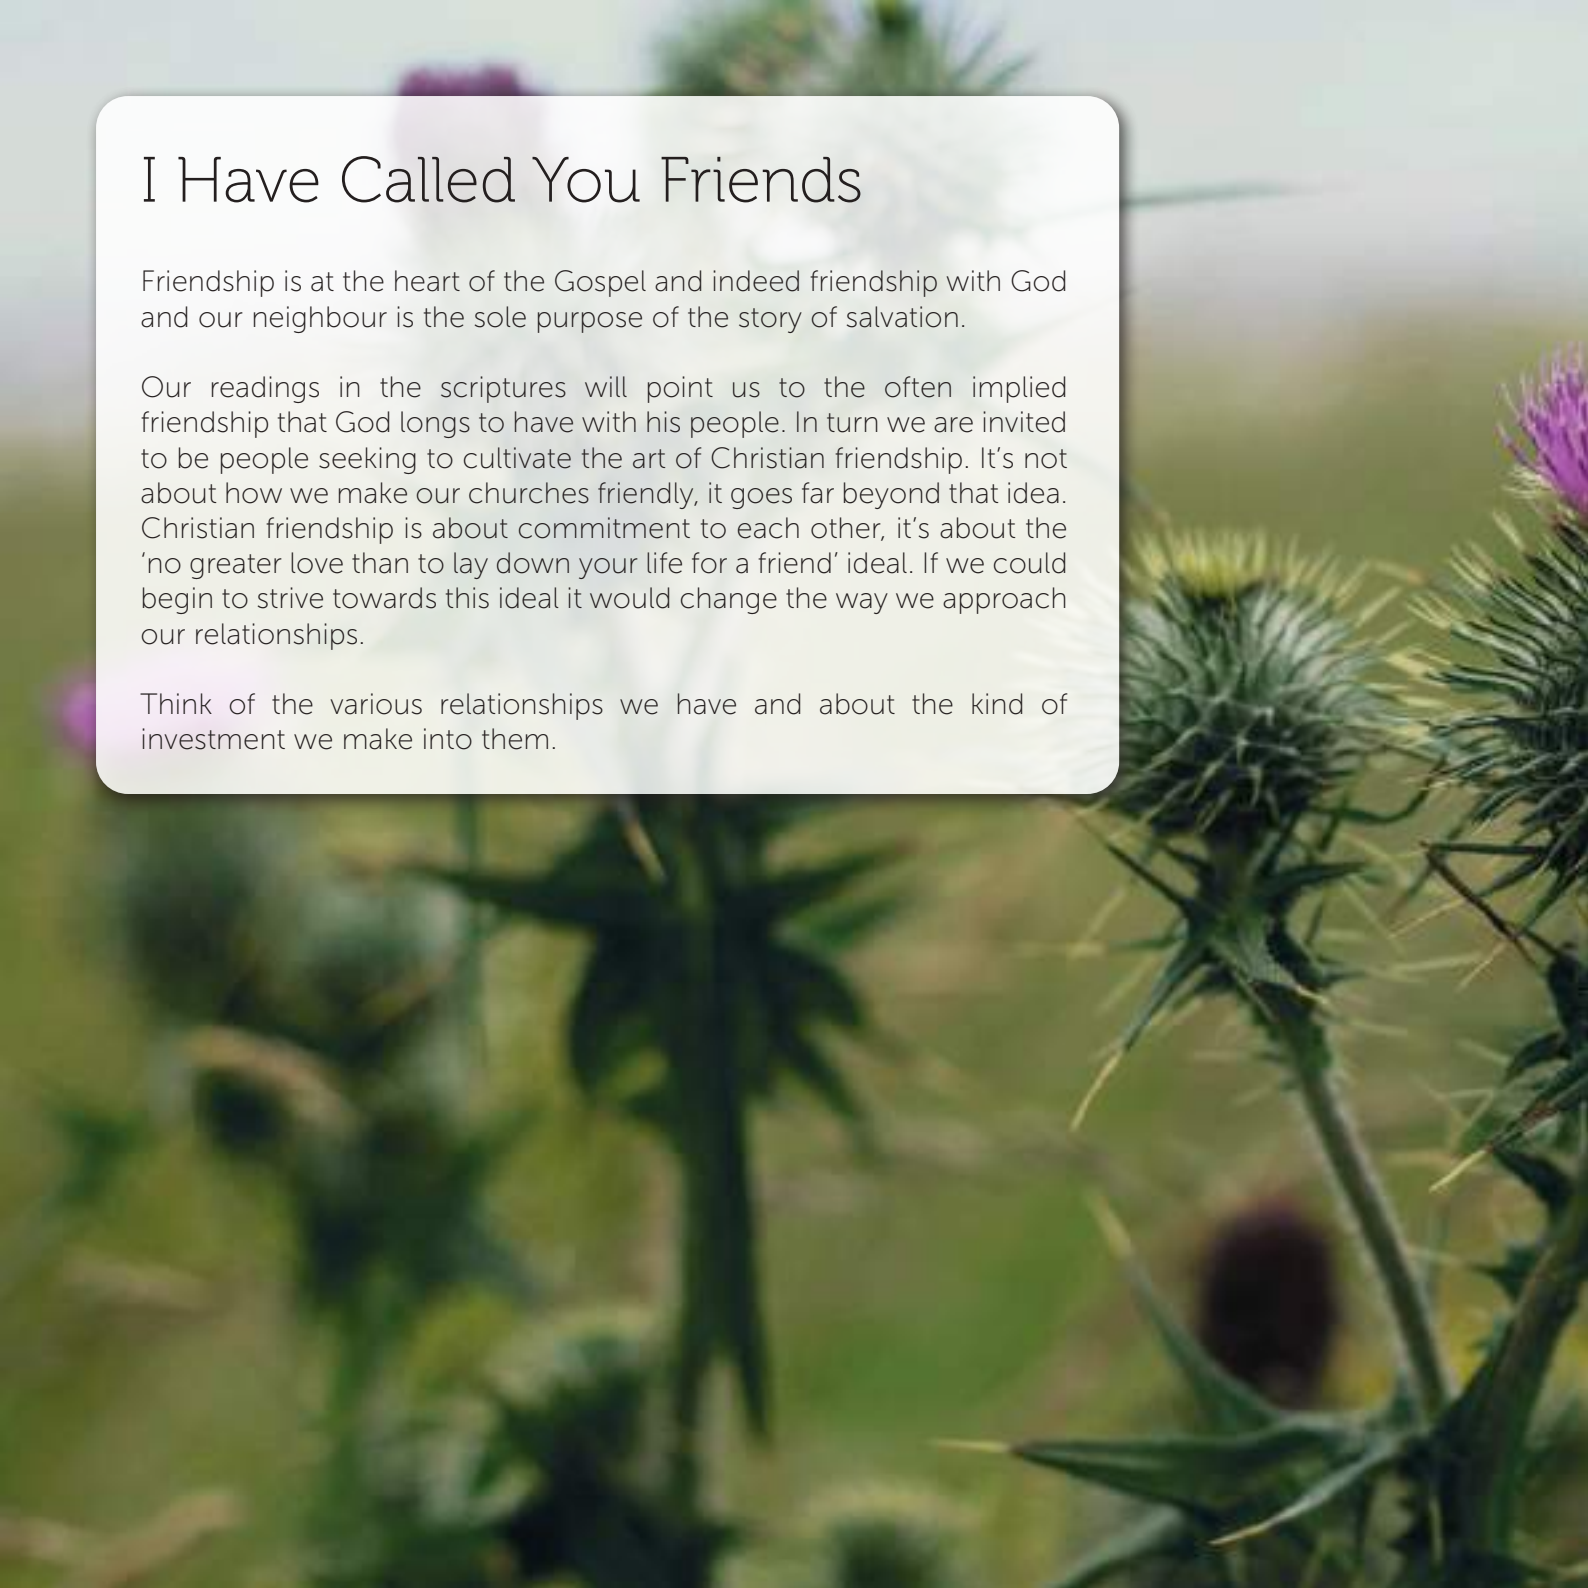 I Have Called You Friends
Friendship is at the heart of the Gospel and indeed friendship with God
and our neighbour is the sole purpose of the story of salvation.
Our readings in the scriptures will point us to the often implied
friendship that God longs to have with his people. In turn we are invited
to be people seeking to cultivate the art of Christian friendship. It’s not
about how we make our churches friendly, it goes far beyond that idea.
Christian friendship is about commitment to each other, it’s about the
‘no greater love than to lay down your life for a friend’ ideal. If we could
begin to strive towards this ideal it would change the way we approach
our relationships.
Think of the various relationships we have and about the kind of
investment we make into them.